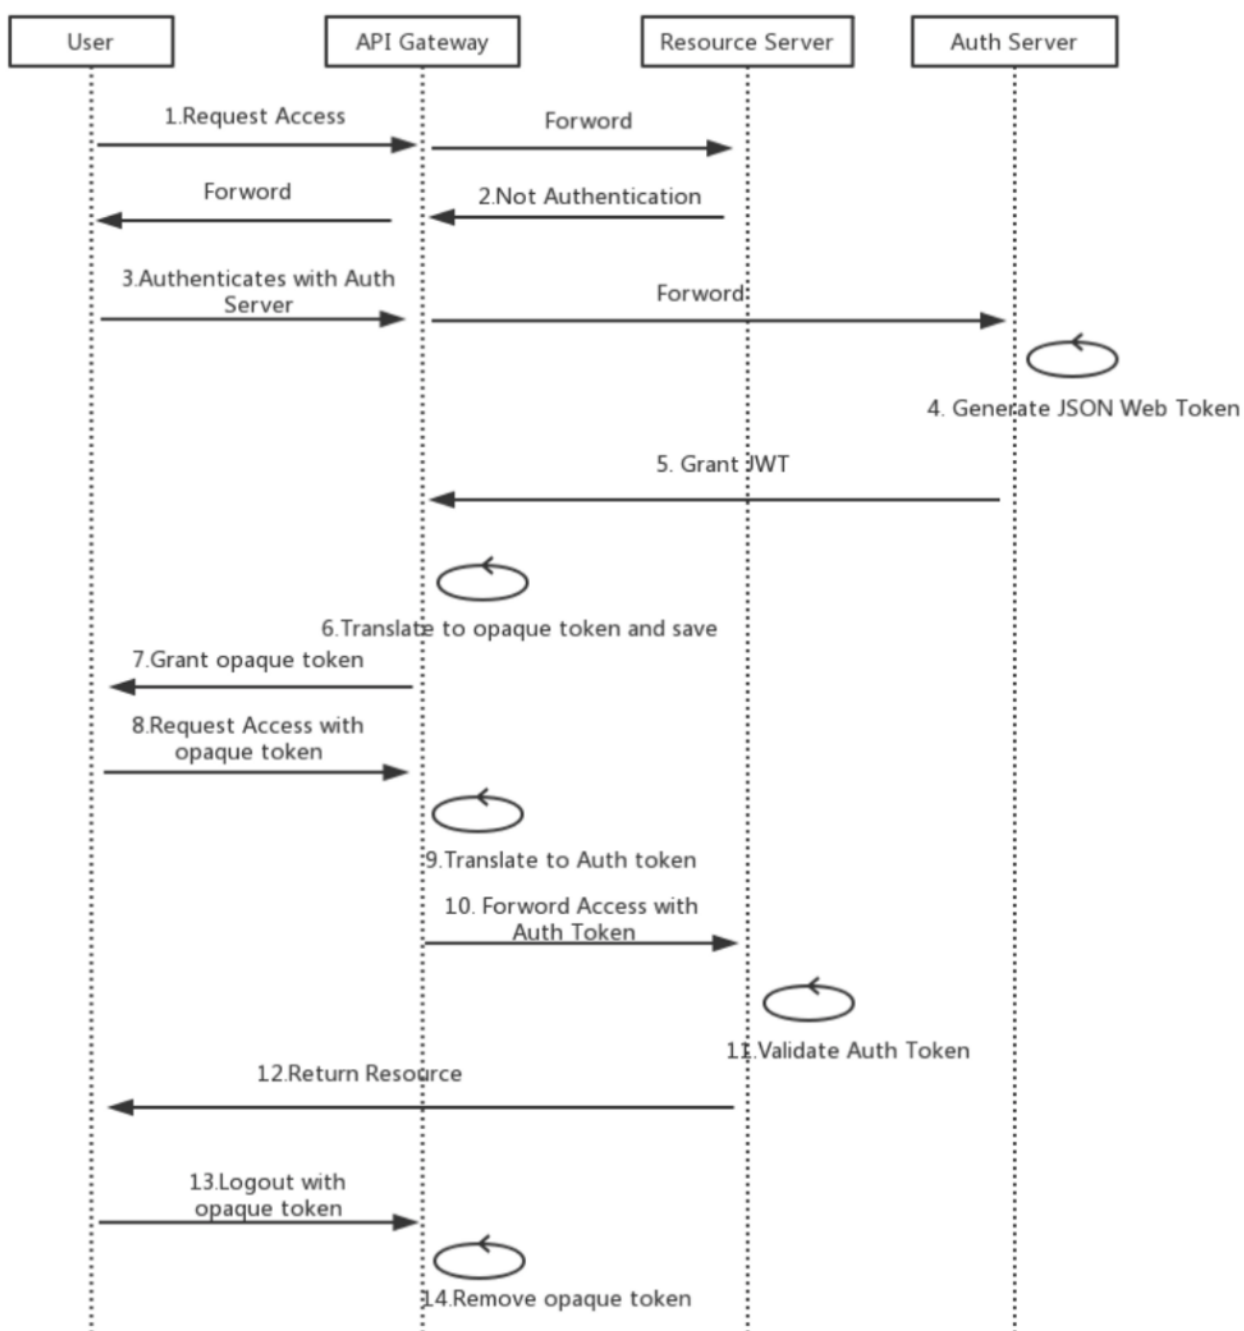 User
API Gateway
Resource Server
Auth Server
1.Request Access
Forword
Forword
2.Not Authentication
3.Authenticates with Auth
Server
Forword
4. Generate JSON Web Token
5. Grant JWT
6.Translate to opaque token and save
7.Grant opaque token
8.Request Access with
opaque token
9.Translate to Auth token
10. Forword Access with
Auth Token
11.Validate Auth Token
12.Return Resource
13.Logout with
opaque token
14.Remove opaque token